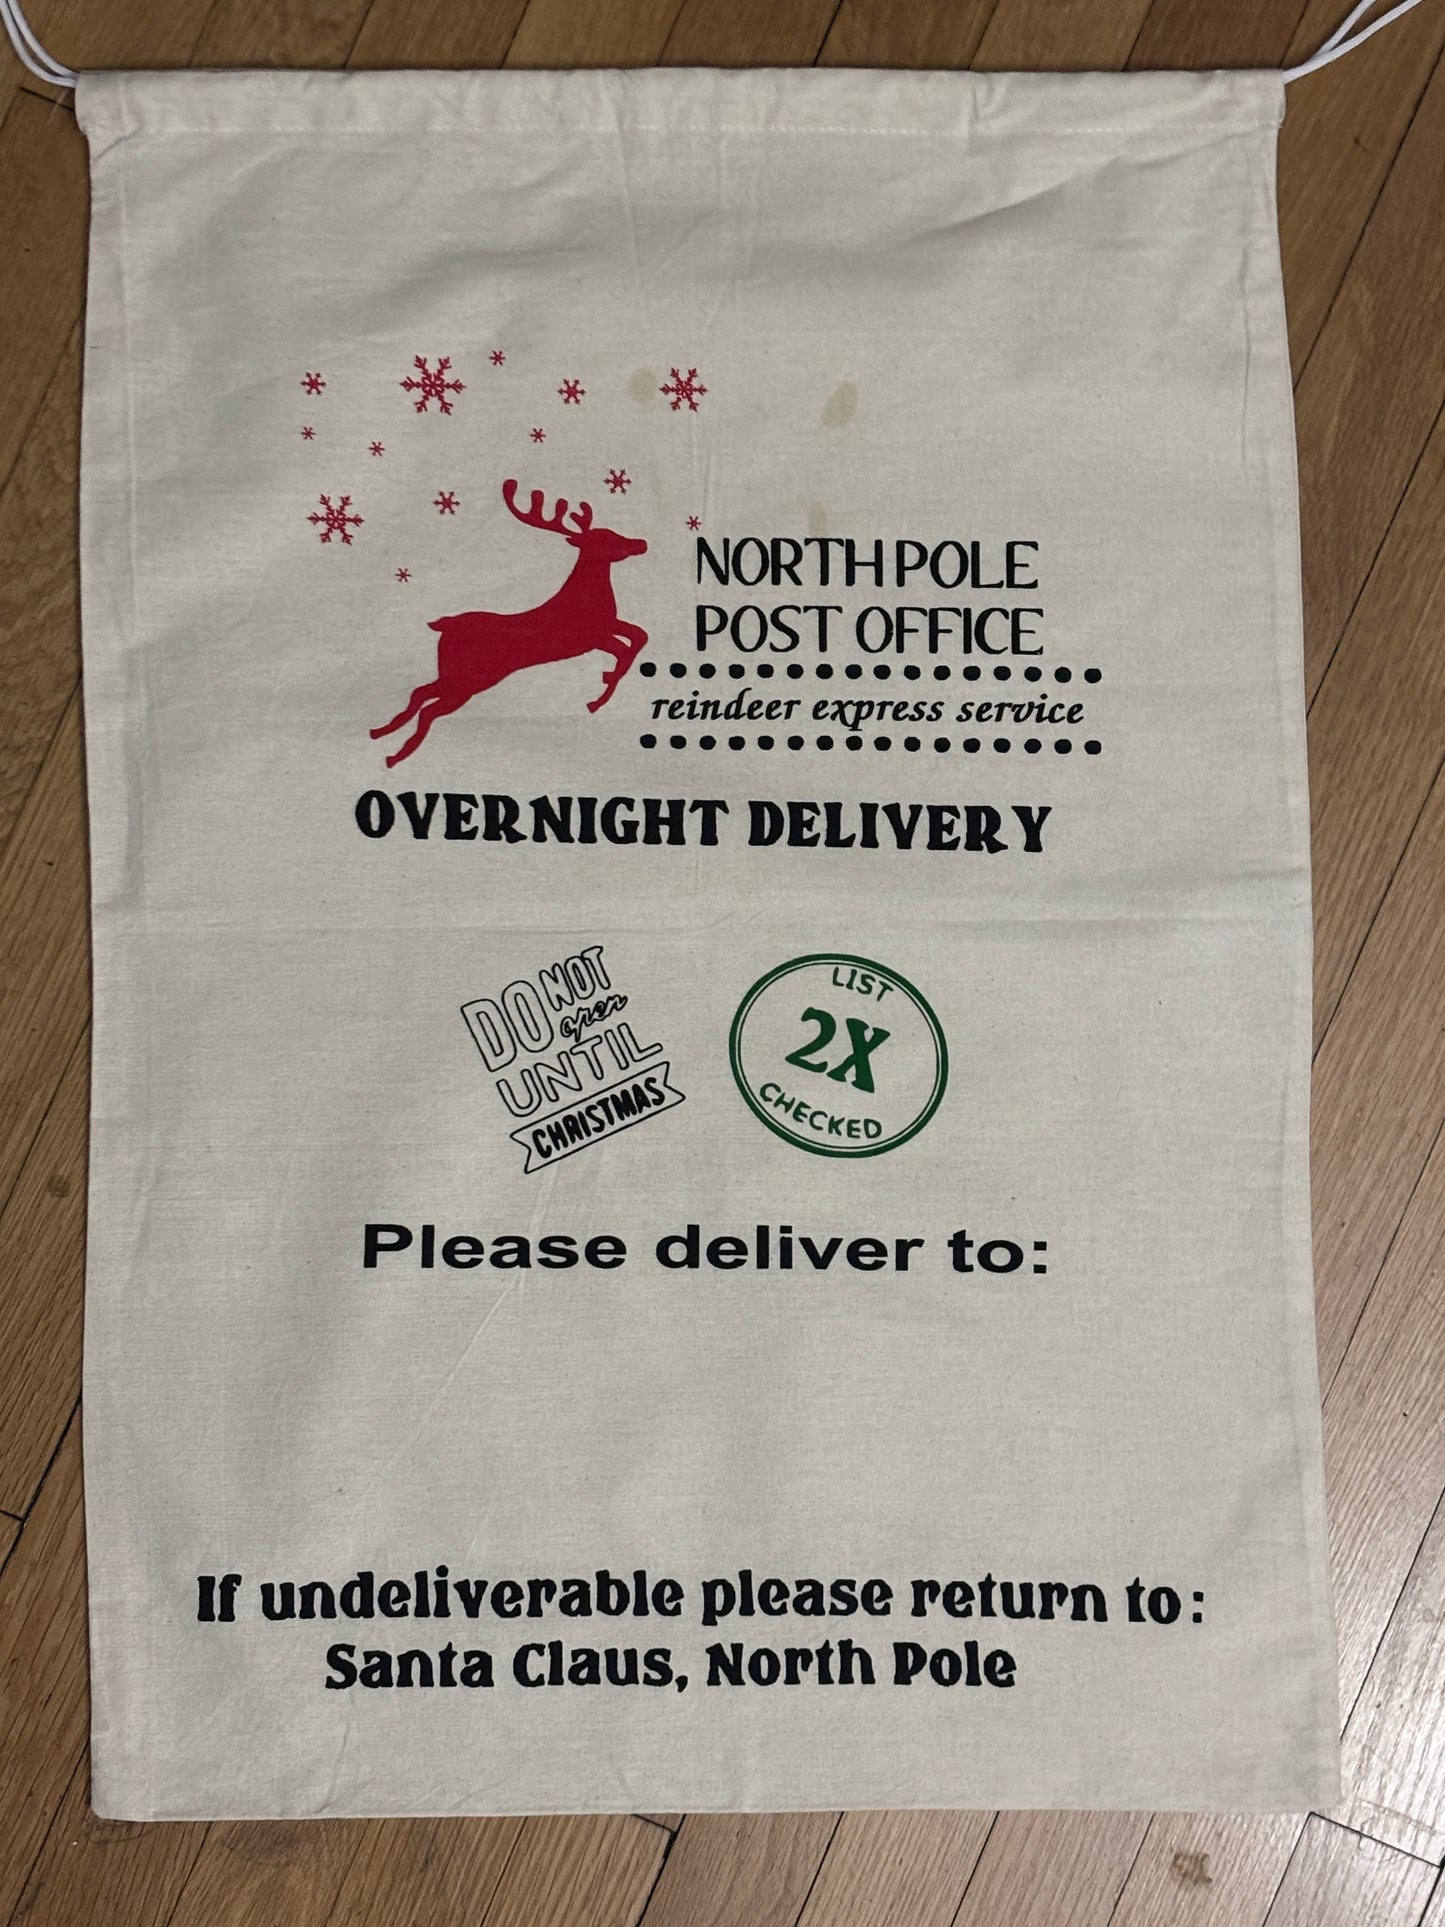 NORTH POLE
POST OFFICE
reindeer express service
OVERNIGHT DELIVERY
DO NOT
open
UNTIL
CHRISTMAS
LIST
2X
CHECKED
Please deliver to:
If undeliverable please return to:
Santa Claus, North Pole